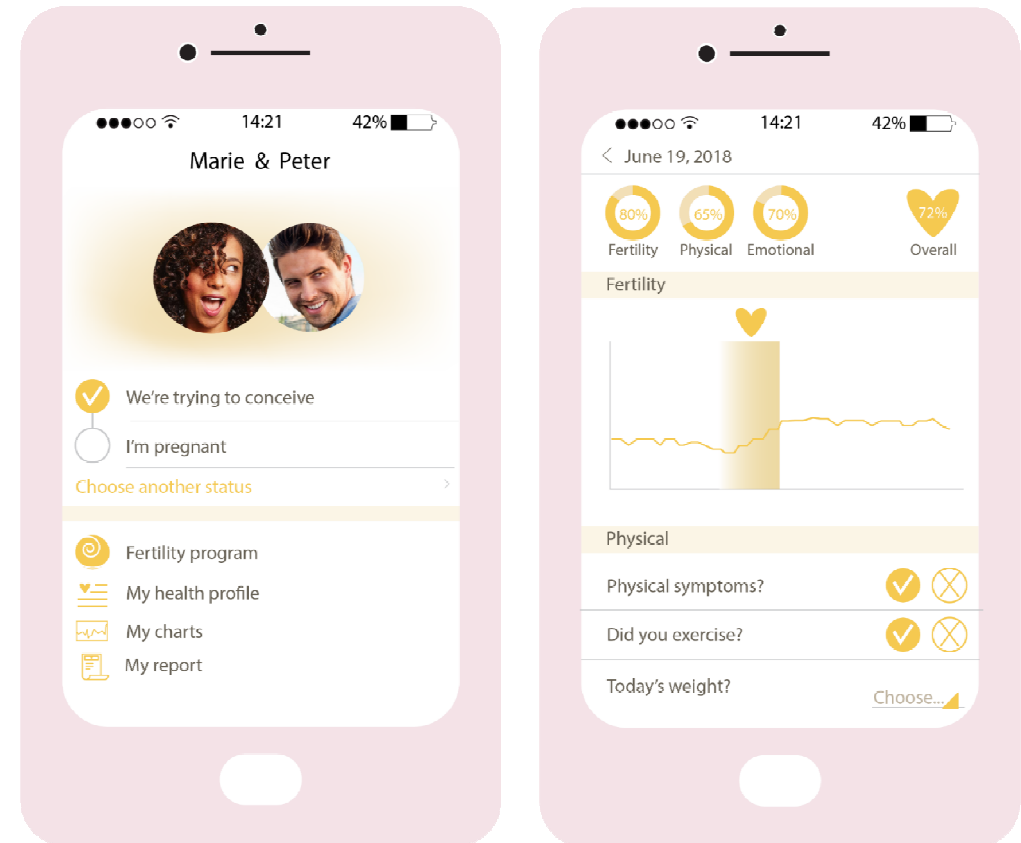 14:21
42%
Marie & Peter
We're trying to conceive
I'm pregnant
Choose another status
Fertility program
My health profile
My charts
My report
14:21
42%
June 19, 2018
80%
65%
70%
72%
Fertility
Physical
Emotional
Overall
Fertility
Physical
Physical symptoms?
Did you exercise?
Today's weight?
Choose...